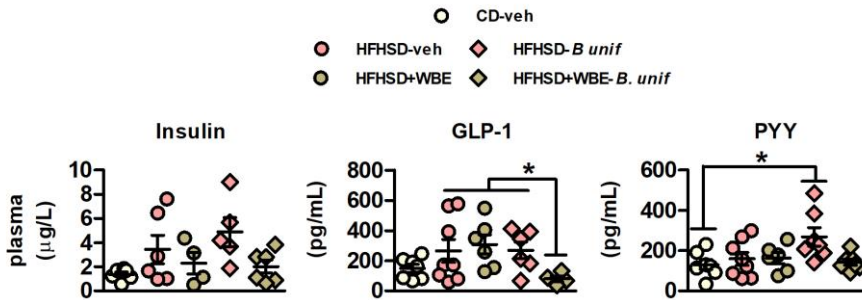 CD-veh
HFHSD-veh HFHSD-B unif
HFHSD+WBE HFHSD+WBE-B. unif
Insulin GLP-1 PYY
plasma
(µg/L)
10
8
6
4
2
0
(pg/mL)
800
600
400
200
0
*
(pg/mL)
600
400
200
0
*